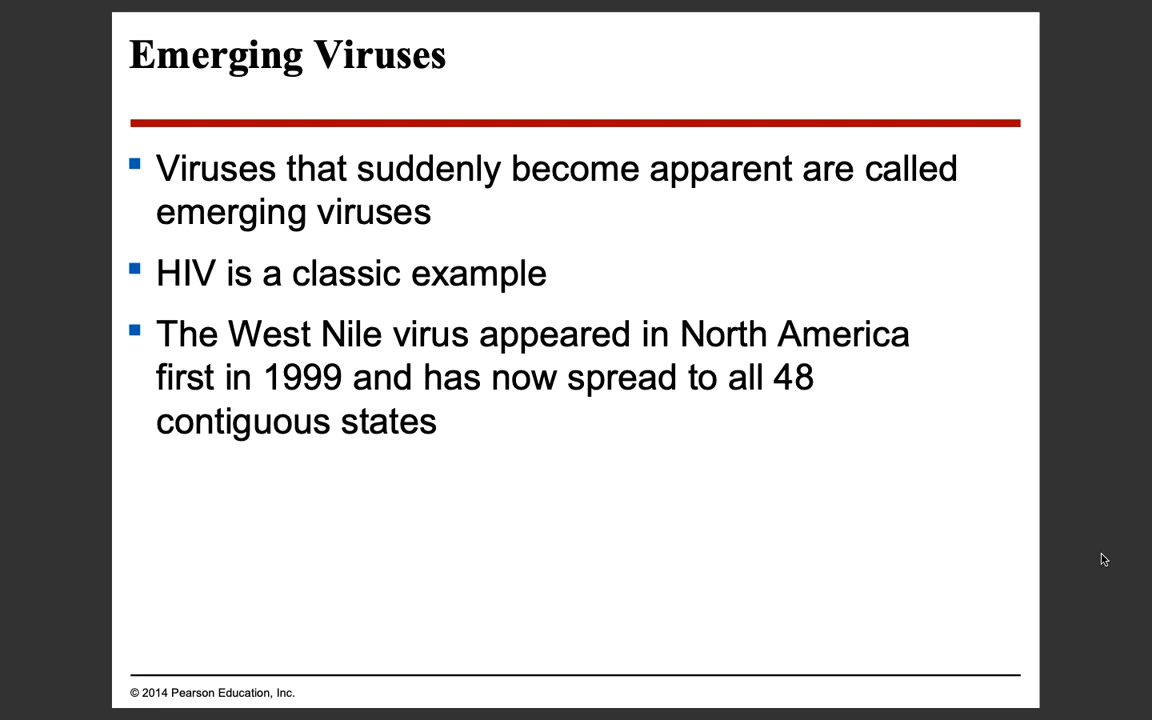 Emerging Viruses
Viruses that suddenly become apparent are called
emerging viruses
HIV is a classic example
The West Nile virus appeared in North America
first in 1999 and has now spread to all 48
contiguous states
© 2014 Pearson Education, Inc.